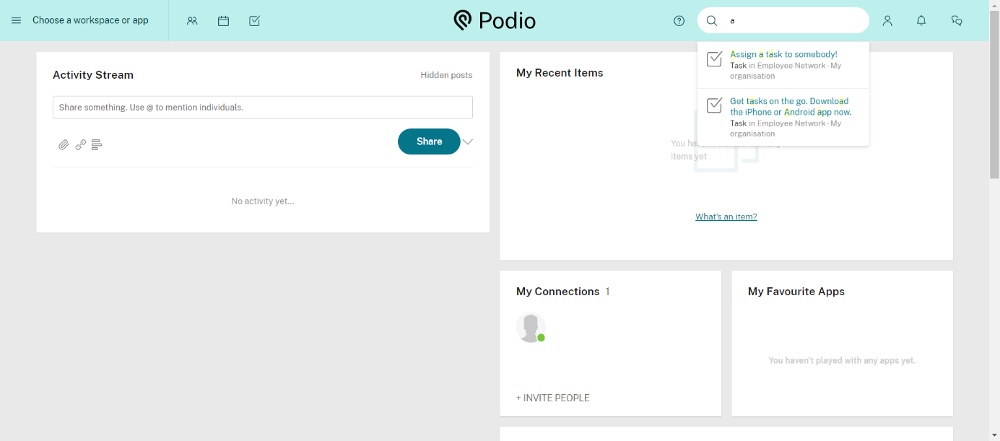 Choose a workspace or app
Podio
a
Activity Stream
Hidden posts
Share something. Use @ to mention individuals.
Share
No activity yet...
My Recent Items
Assign a task to somebody!
Task in Employee Network - My
organisation
Get tasks on the go. Download
the iPhone or Android app now.
Task in Employee Network - My
organisation
You
items yet
What's an item?
My Connections 1
+ INVITE PEOPLE
My Favourite Apps
You haven't played with any apps yet.